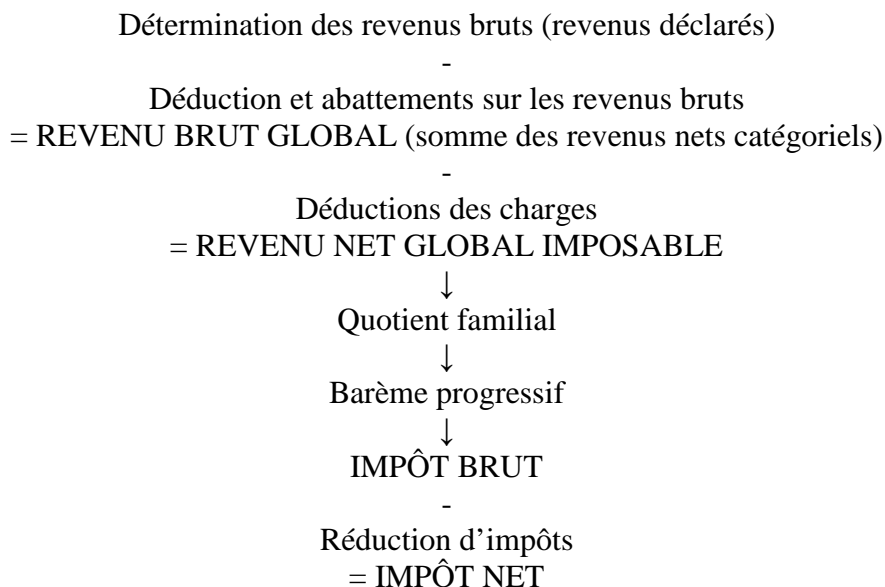 Détermination des revenus bruts (revenus déclarés)
-
Déduction et abattements sur les revenus bruts
= REVENU BRUT GLOBAL (somme des revenus nets catégoriels)
-
Déductions des charges
= REVENU NET GLOBAL IMPOSABLE
↓
Quotient familial
↓
Barème progressif
↓
IMPÔT BRUT
-
Réduction d’impôts
= IMPÔT NET